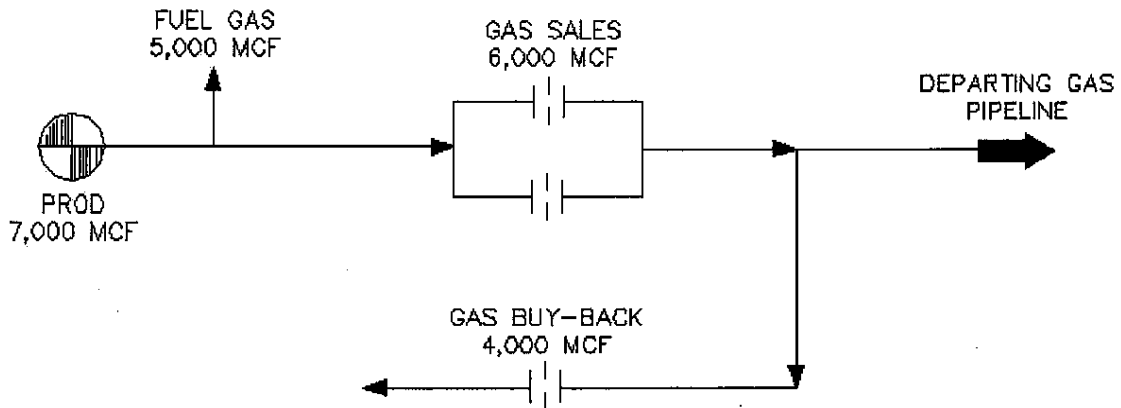 FUEL GAS
5,000 MCF
GAS SALES
6,000 MCF
DEPARTING GAS
PIPELINE
PROD
7,000 MCF
GAS BUY-BACK
4,000 MCF